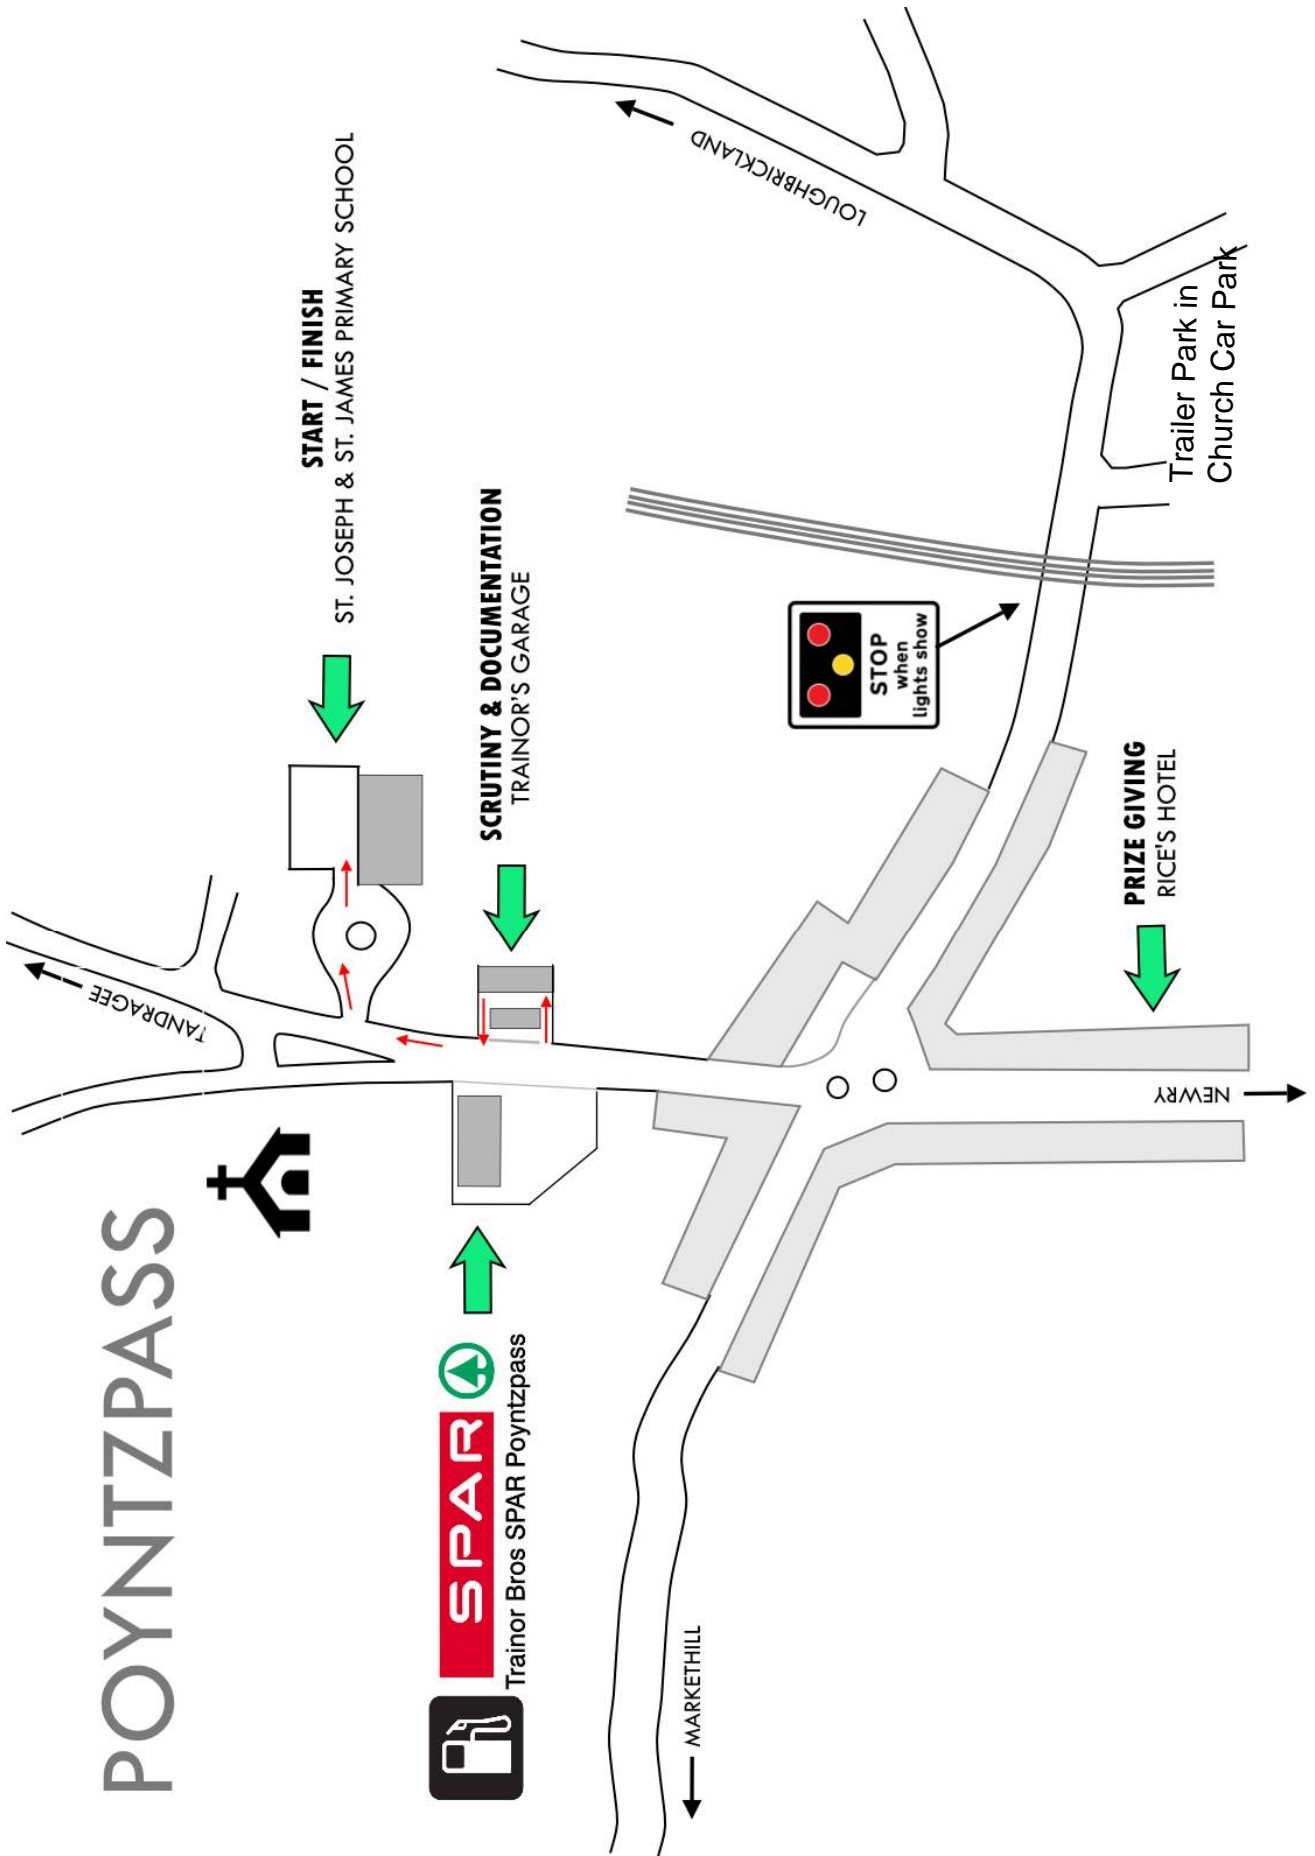 POYNTZPASS
TANDRAGEE
START / FINISH
ST. JOSEPH & ST. JAMES PRIMARY SCHOOL
SCRUTINY & DOCUMENTATION
TRAINOR'S GARAGE
SPAR
Trainor Bros SPAR Poyntzpass
LOUGHBRICKLAND
MARKETHILL
STOP
when
lights show
PRIZE GIVING
RICE'S HOTEL
NEWRY
Trailer Park in
Church Car Park